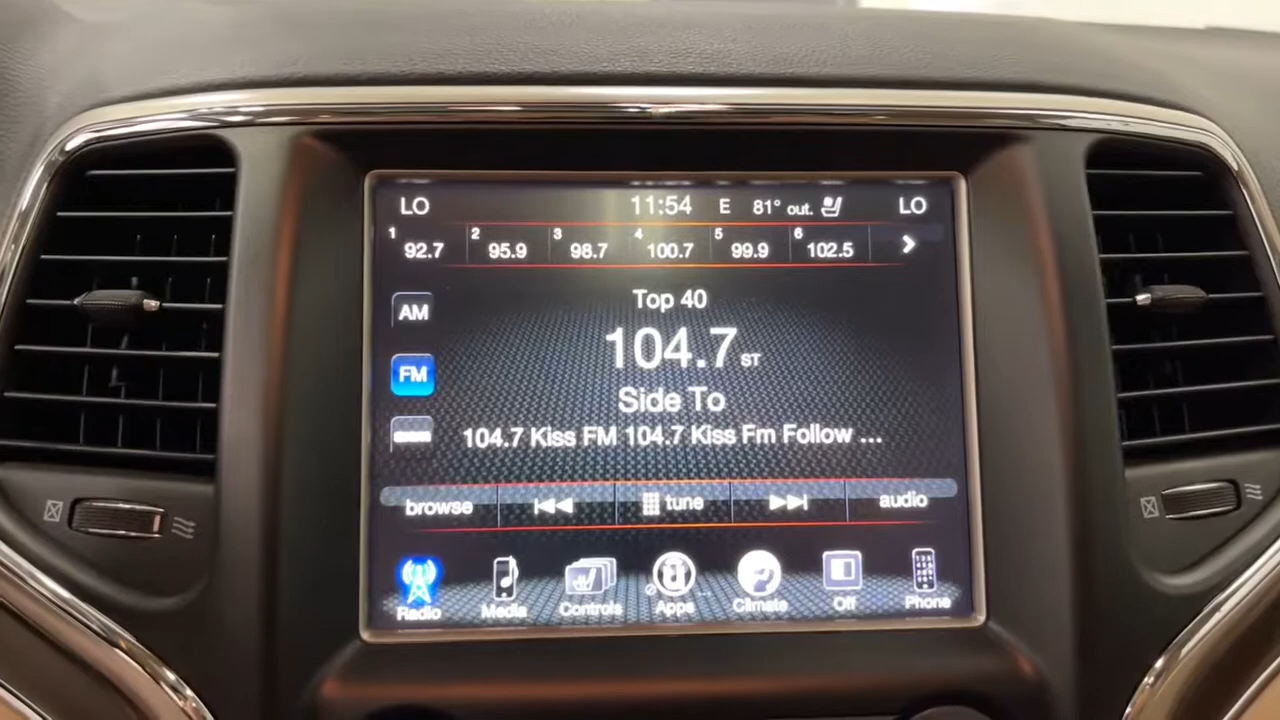 LO 11:54 E 81° out. LO
1 92.7 2 95.9 3 98.7 4 100.7 5 99.9 6 102.5
Top 40
AM
104.7 ST
FM
Side To
104.7 Kiss FM 104.7 Kiss Fm Follow ...
browse tune audio
Radio Media Controls Apps Climate Off Phone